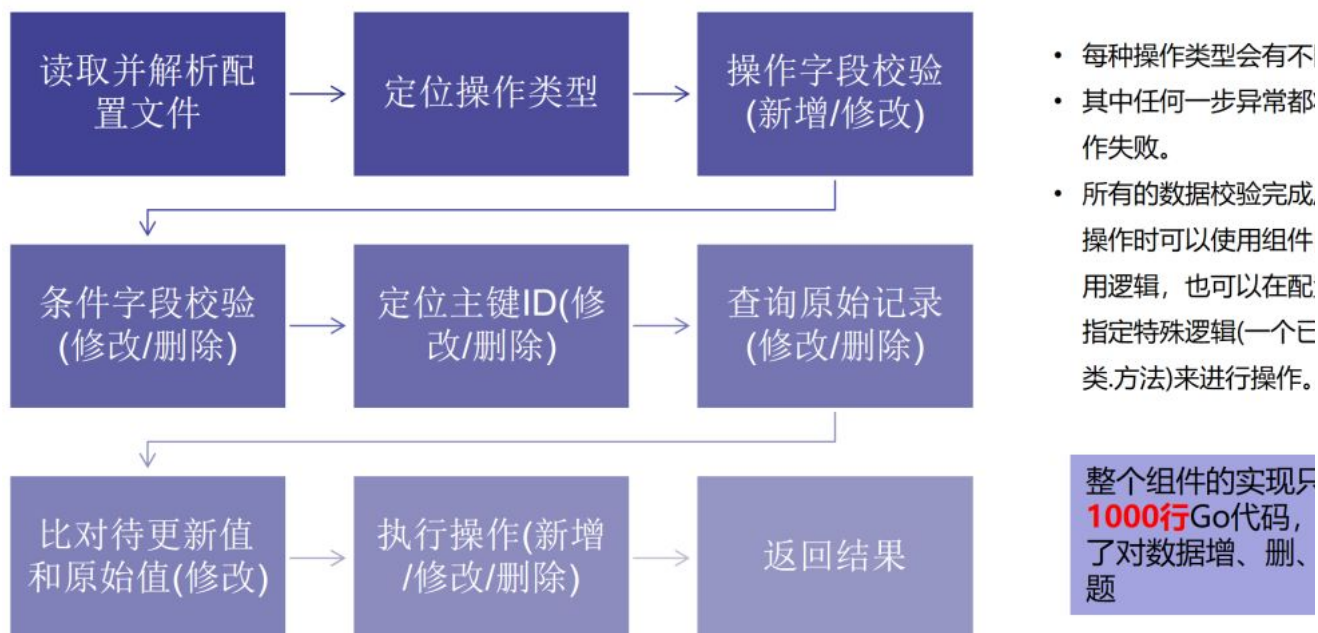 读取并解析配
置文件
定位操作类型
操作字段校验
(新增/修改)
条件字段校验
(修改/删除)
定位主键ID(修
改/删除)
查询原始记录
(修改/删除)
比对待更新值
和原始值(修改)
执行操作(新增
/修改/删除)
返回结果
• 每种操作类型会有不
• 其中任何一步异常都
作失败。
• 所有的数据校验完成
操作时可以使用组件
用逻辑，也可以在配
指定特殊逻辑(一个已
类.方法)来进行操作。
整个组件的实现只
1000行Go代码，
了对数据增、删、
题